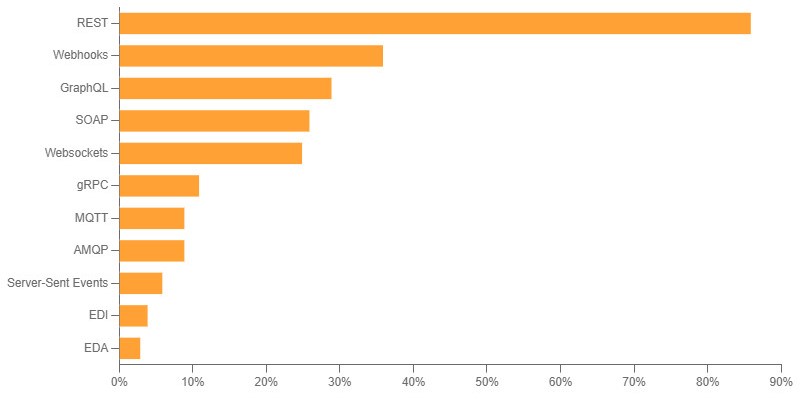 REST
Webhooks
GraphQL
SOAP
Websockets
gRPC
MQTT
AMQP
Server-Sent Events
EDI
EDA
0% 10% 20% 30% 40% 50% 60% 70% 80% 90%